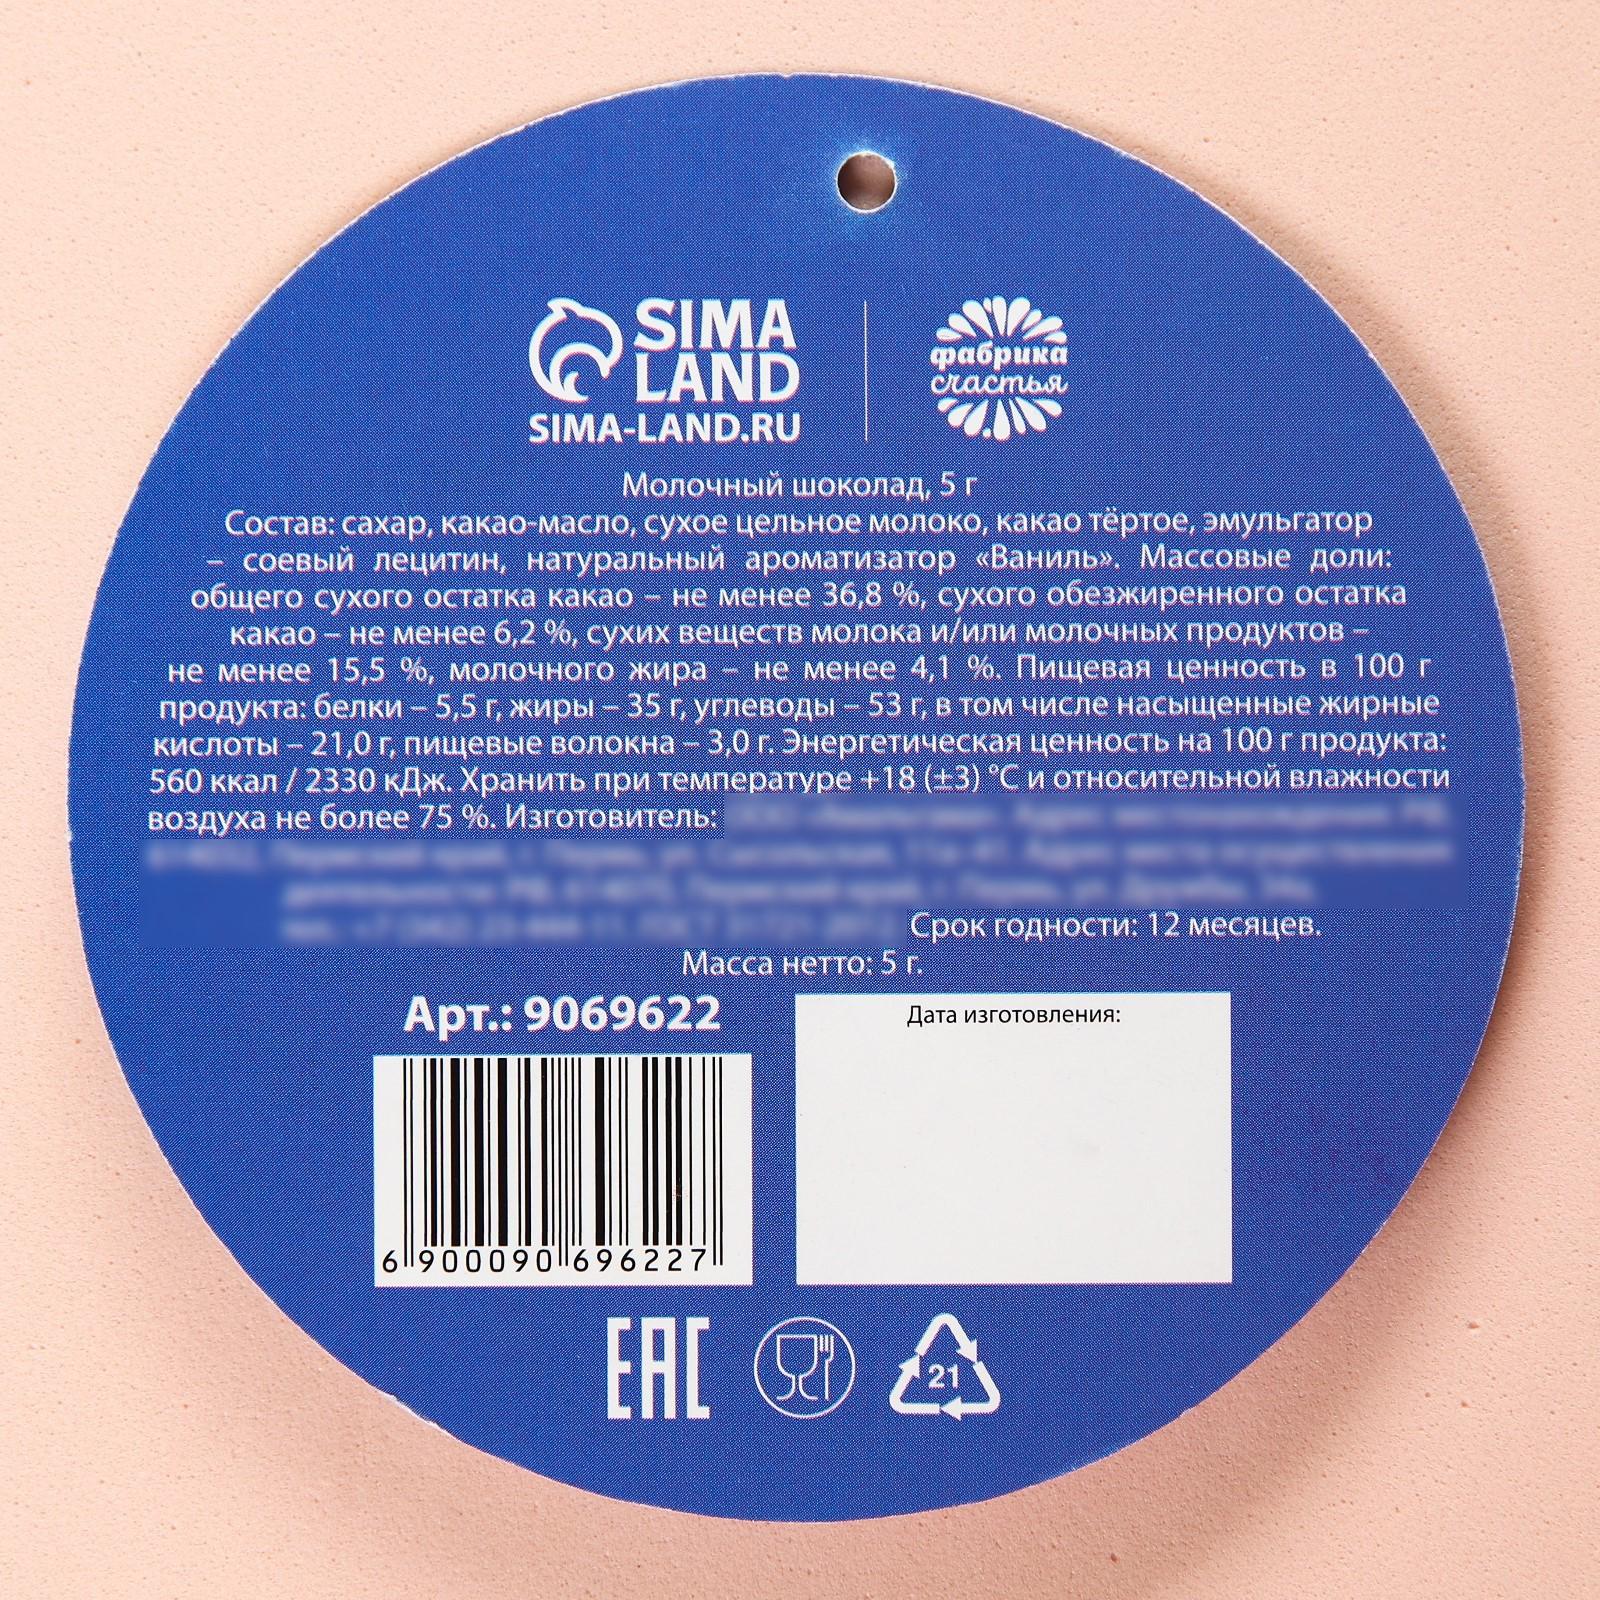 SIMA
LAND
SIMA-LAND.RU
фабрика
счастья
Молочный шоколад, 5 г
Состав: сахар, какао-масло, сухое цельное молоко, какао тёртое, эмульгатор
– соевый лецитин, натуральный ароматизатор «Ваниль». Массовые доли:
общего сухого остатка какао – не менее 36,8 %, сухого обезжиренного остатка
какао – не менее 6,2 %, сухих веществ молока и/или молочных продуктов –
не менее 15,5 %, молочного жира – не менее 4,1 %. Пищевая ценность в 100 г
продукта: белки – 5,5 г, жиры – 35 г, углеводы – 53 г, в том числе насыщенные жирные
кислоты – 21,0 г, пищевые волокна – 3,0 г. Энергетическая ценность на 100 г продукта:
560 ккал / 2330 кДж. Хранить при температуре +18 (±3) °С и относительной влажности
воздуха не более 75 %. Изготовитель:
Срок годности: 12 месяцев.
Масса нетто: 5 г.
Арт.: 9069622
Дата изготовления:
6 900090 696227
EAC
21